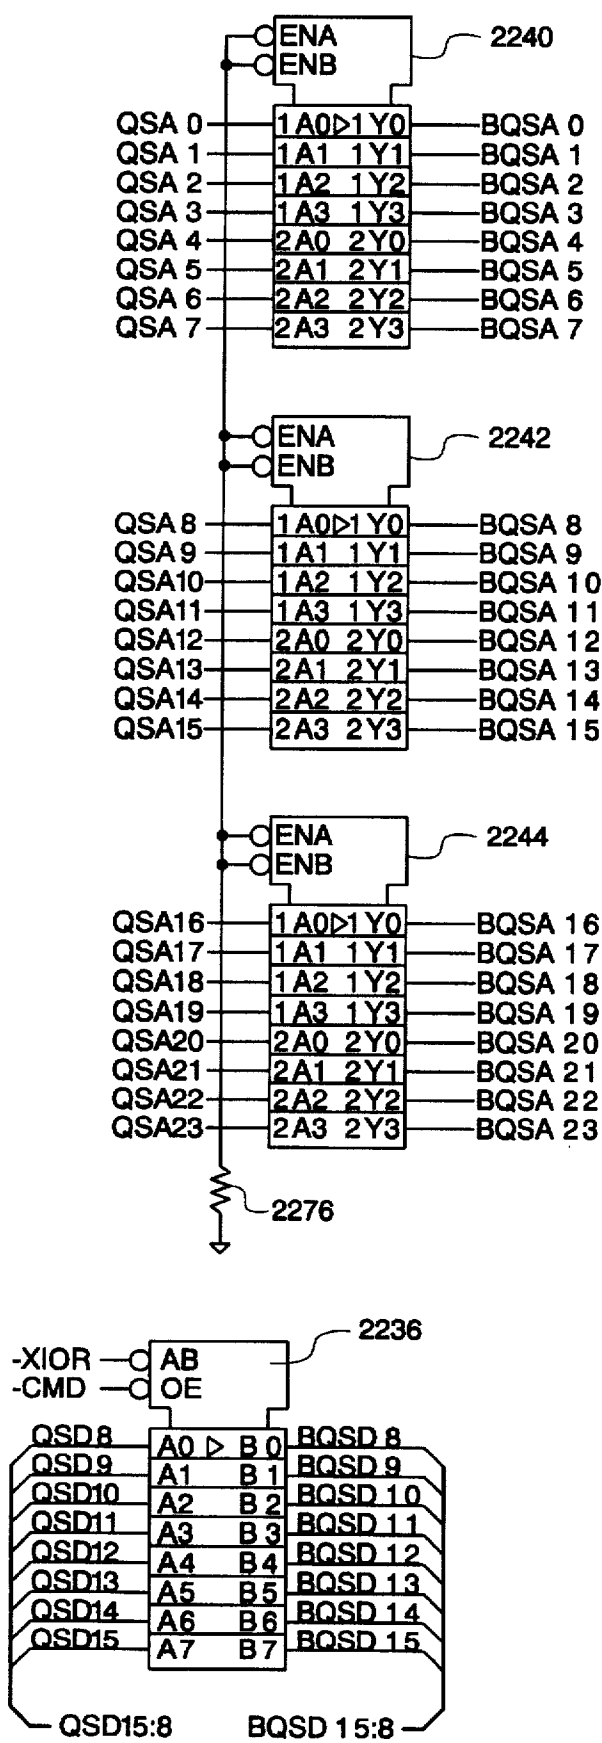 ENA 2240
ENB
QSA 0 1A0 1Y0 BQSA 0
QSA 1 1A1 1Y1 BQSA 1
QSA 2 1A2 1Y2 BQSA 2
QSA 3 1A3 1Y3 BQSA 3
QSA 4 2A0 2Y0 BQSA 4
QSA 5 2A1 2Y1 BQSA 5
QSA 6 2A2 2Y2 BQSA 6
QSA 7 2A3 2Y3 BQSA 7
ENA 2242
ENB
QSA 8 1A0 1Y0 BQSA 8
QSA 9 1A1 1Y1 BQSA 9
QSA10 1A2 1Y2 BQSA 10
QSA11 1A3 1Y3 BQSA 11
QSA12 2A0 2Y0 BQSA 12
QSA13 2A1 2Y1 BQSA 13
QSA14 2A2 2Y2 BQSA 14
QSA15 2A3 2Y3 BQSA 15
ENA 2244
ENB
QSA16 1A0 1Y0 BQSA 16
QSA17 1A1 1Y1 BQSA 17
QSA18 1A2 1Y2 BQSA 18
QSA19 1A3 1Y3 BQSA 19
QSA20 2A0 2Y0 BQSA 20
QSA21 2A1 2Y1 BQSA 21
QSA22 2A2 2Y2 BQSA 22
QSA23 2A3 2Y3 BQSA 23
2276
2236
-XIOR AB
-CMD OE
QSD 8 A0 B0 BQSD 8
QSD 9 A1 B1 BQSD 9
QSD10 A2 B2 BQSD 10
QSD11 A3 B3 BQSD 11
QSD12 A4 B4 BQSD 12
QSD13 A5 B5 BQSD 13
QSD14 A6 B6 BQSD 14
QSD15 A7 B7 BQSD 15
QSD15:8 BQSD 15:8